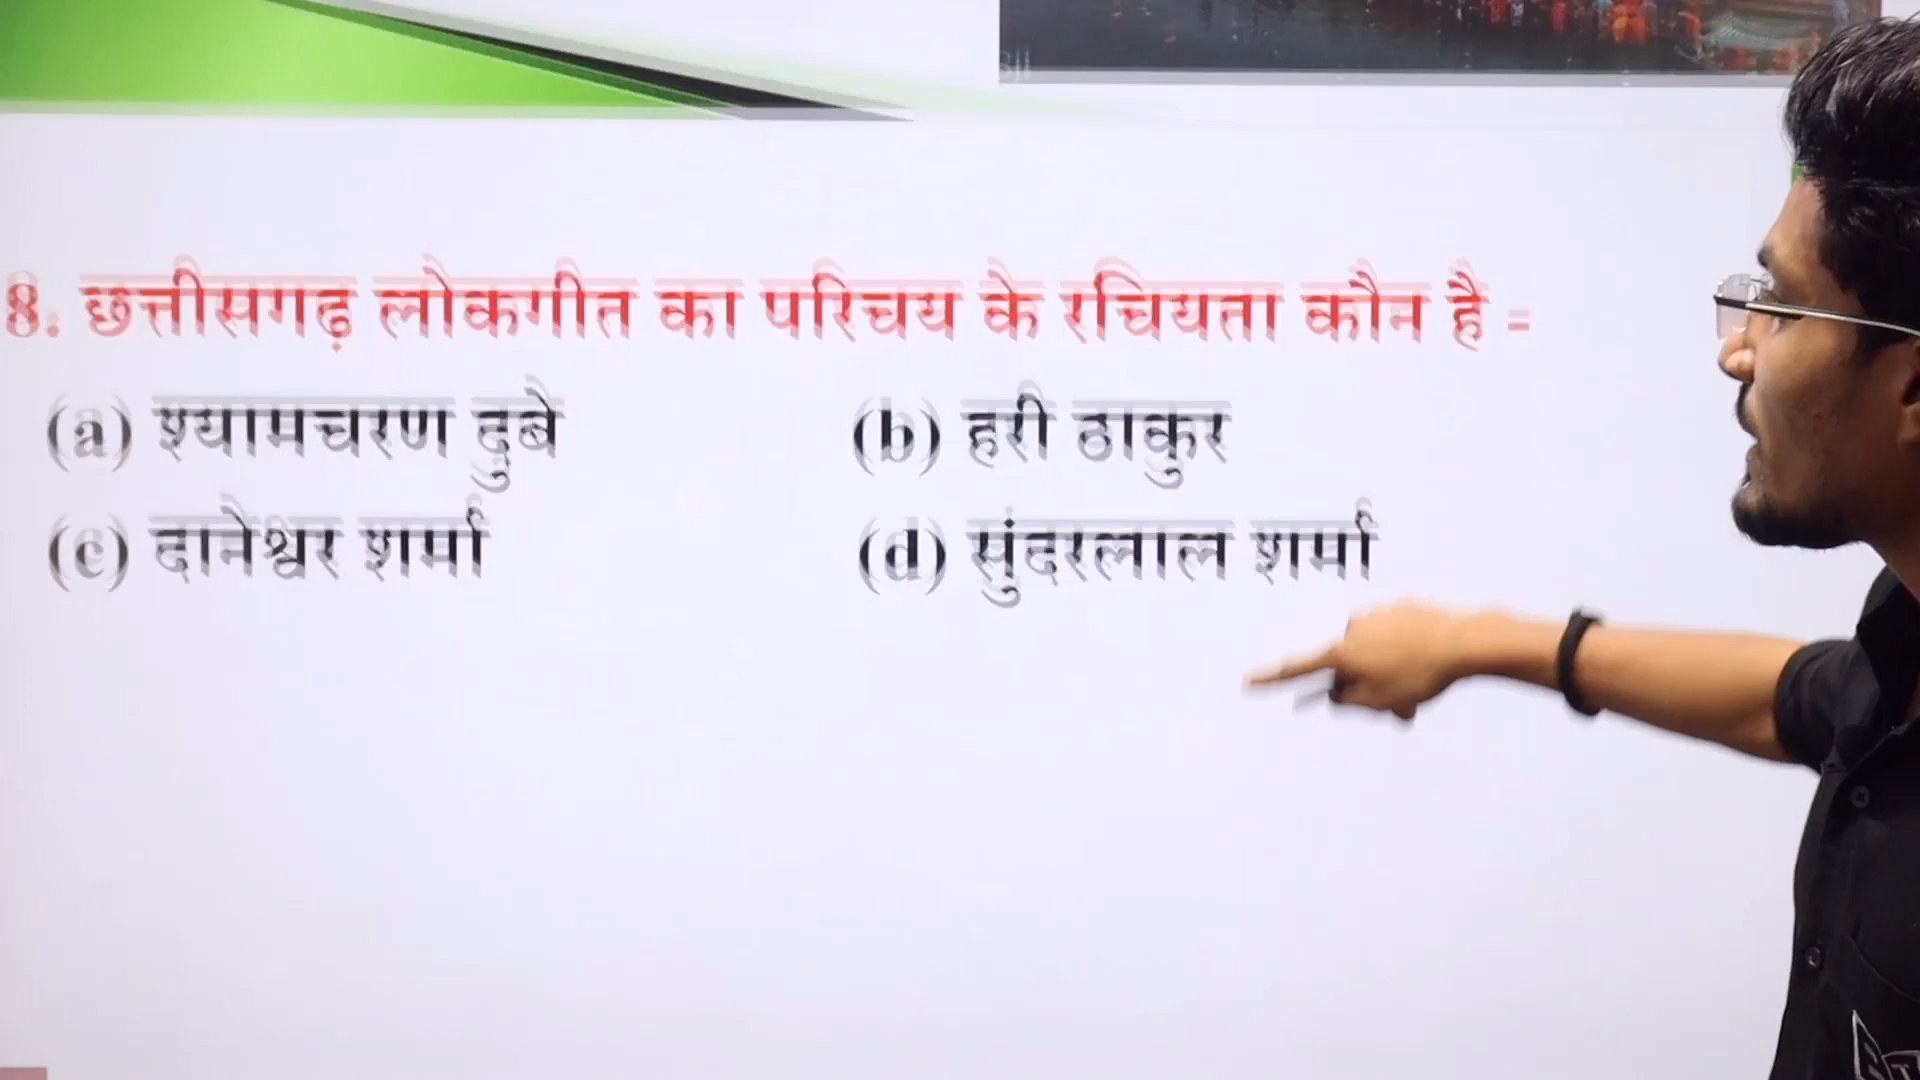 8. छत्तीसगढ़ लोकगीत का परिचय के रचियता कौन है =
(a) श्यामचरण दुबे (b) हरी ठाकुर
(c) दानेश्वर शर्मा (d) सुंदरलाल शर्मा